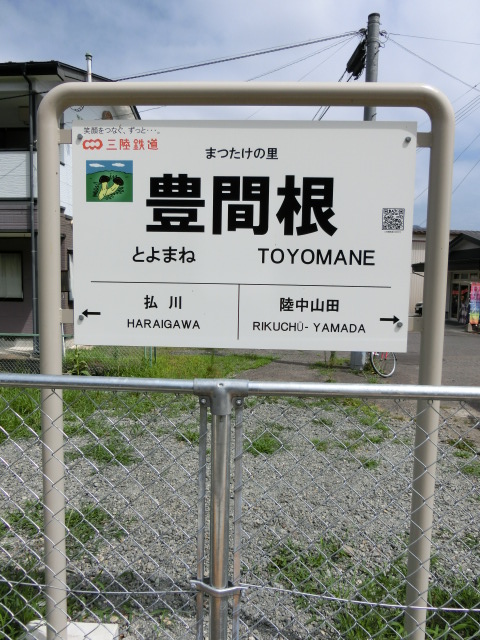 笑顔をつなぐ、ずっと…。
三陸鉄道
まつたけの里
豊間根
とよまね TOYOMANE
払川 陸中山田
HARAIGAWA RIKUCHŪ-YAMADA